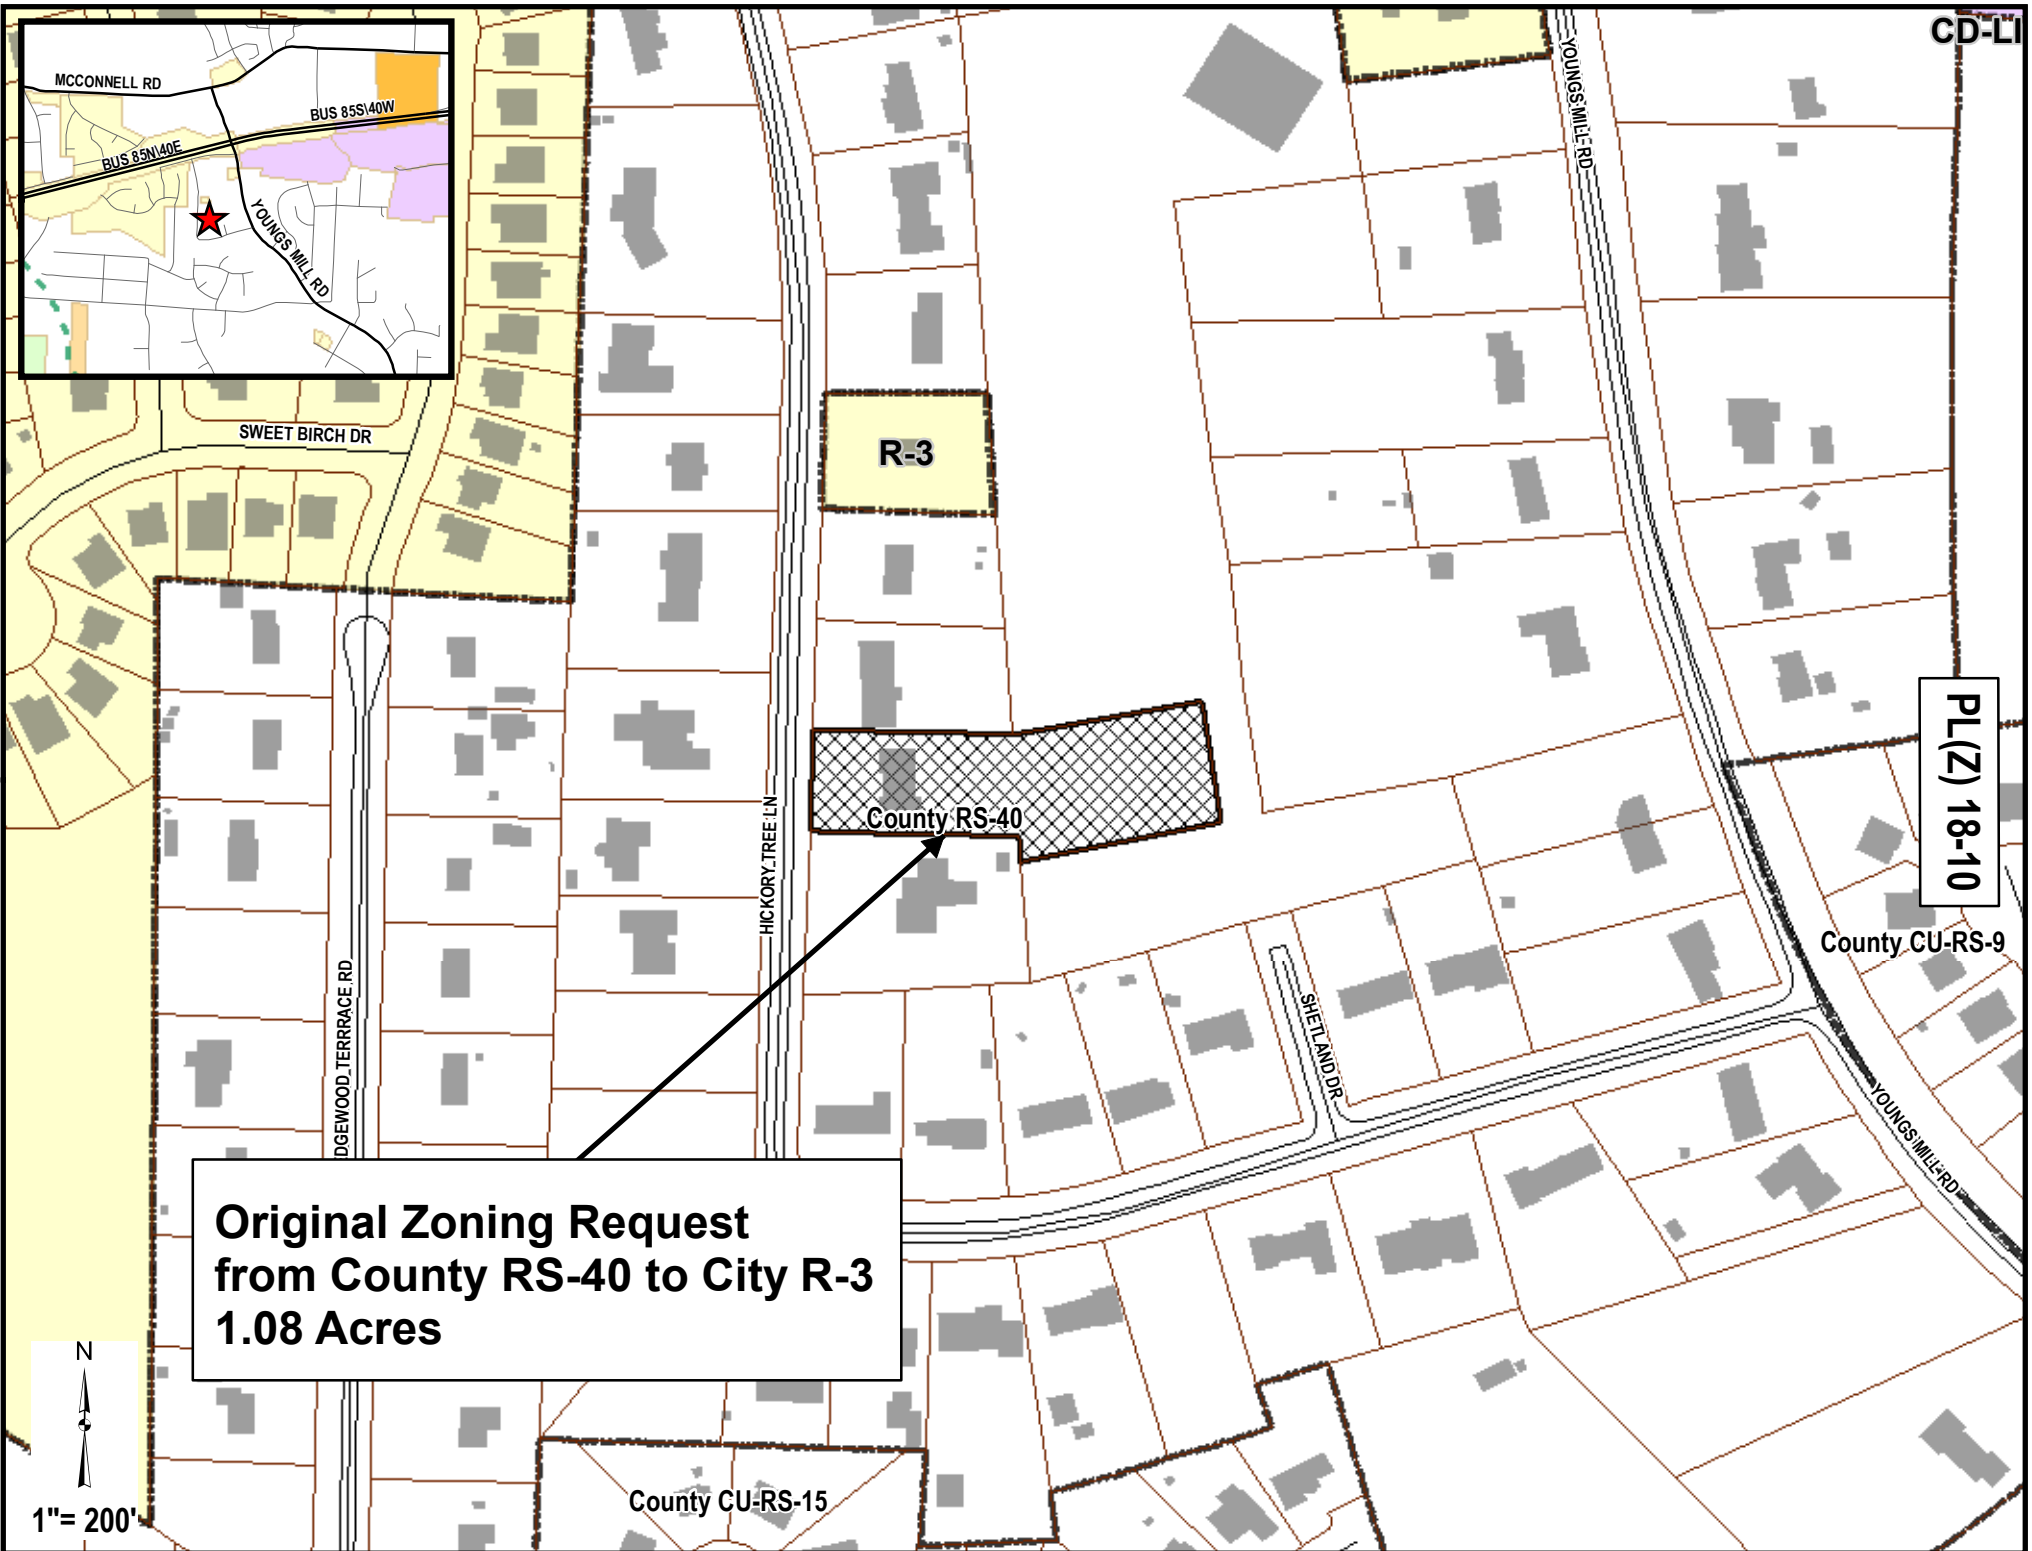 CD-LI
MCCONNELL RD
BUS 85S\40W
BUS 85N\40E
YOUNGS MILL RD
YOUNGS MILL RD
SWEET BIRCH DR
R-3
PL(Z) 18-10
HICKORY TREE LN
County RS-40
County CU-RS-9
DGEWOOD TERRRACE RD
SHETLAND DR
YOUNGS MILL RD
Original Zoning Request
from County RS-40 to City R-3
1.08 Acres
N
County CU-RS-15
1"= 200'